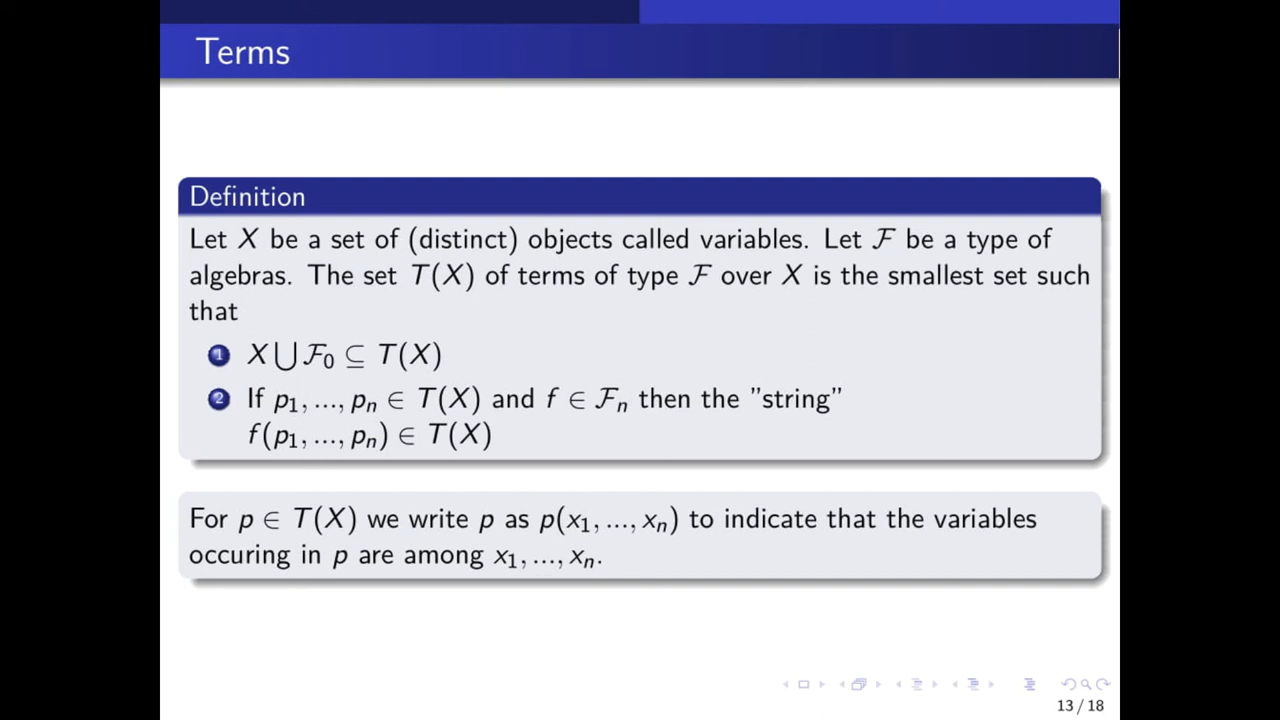 Terms
Definition
Let X be a set of (distinct) objects called variables. Let ℱ be a type of
algebras. The set T(X) of terms of type ℱ over X is the smallest set such
that
1 X ⋃ ℱ₀ ⊆ T(X)
2 If p₁, ..., pₙ ∈ T(X) and f ∈ ℱₙ then the ”string”
f(p₁, ..., pₙ) ∈ T(X)
For p ∈ T(X) we write p as p(x₁, ..., xₙ) to indicate that the variables
occuring in p are among x₁, ..., xₙ.
13 / 18